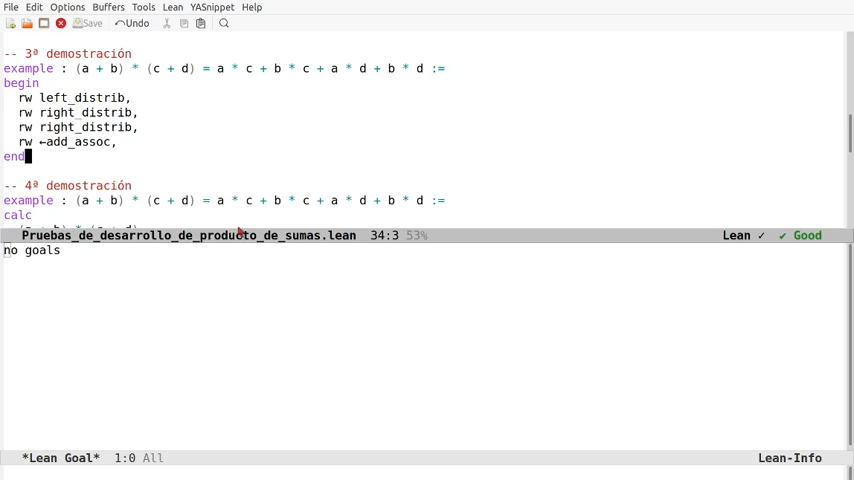 File Edit Options Buffers Tools Lean YASnippet Help
Save Undo
-- 3ª demostración
example : (a + b) * (c + d) = a * c + b * c + a * d + b * d :=
begin
  rw left_distrib,
  rw right_distrib,
  rw right_distrib,
  rw ←add_assoc,
end
-- 4ª demostración
example : (a + b) * (c + d) = a * c + b * c + a * d + b * d :=
calc
Pruebas_de_desarrollo_de_producto_de_sumas.lean 34:3 53% Lean ✓ ✔ Good
no goals
*Lean Goal* 1:0 All Lean-Info